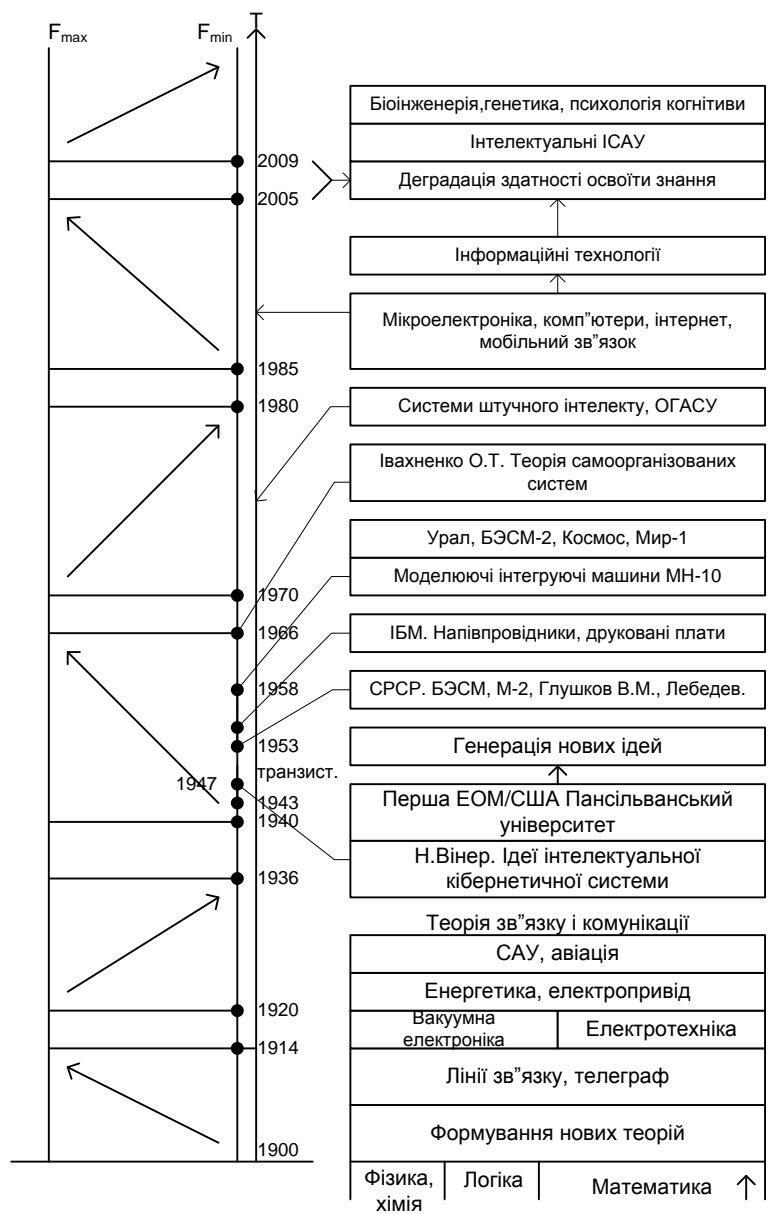 Fmax
Fmin
T
Біоінженерія,генетика, психологія когнітиви
Інтелектуальні ІСАУ
2009
Деградація здатності освоїти знання
2005
Інформаційні технології
Мікроелектроніка, комп"ютери, інтернет,
мобільний зв"язок
1985
1980
Системи штучного інтелекту, ОГАСУ
Івахненко О.Т. Теорія самоорганізованих
систем
Урал, БЭСМ-2, Космос, Мир-1
Моделюючі інтегруючі машини МН-10
1970
1966
ІБМ. Напівпровідники, друковані плати
1958
СРСР. БЭСМ, М-2, Глушков В.М., Лебедев.
1953
Генерація нових ідей
транзист.
1947
1943
Перша ЕОМ/США Пансільванський
університет
1940
Н.Вінер. Ідеї інтелектуальної
кібернетичної системи
1936
Теорія зв"язку і комунікації
САУ, авіація
Енергетика, електропривід
1920
Вакуумна
електроніка
Електротехніка
1914
Лінії зв"язку, телеграф
Формування нових теорій
1900
Фізика,
хімія
Логіка
Математика